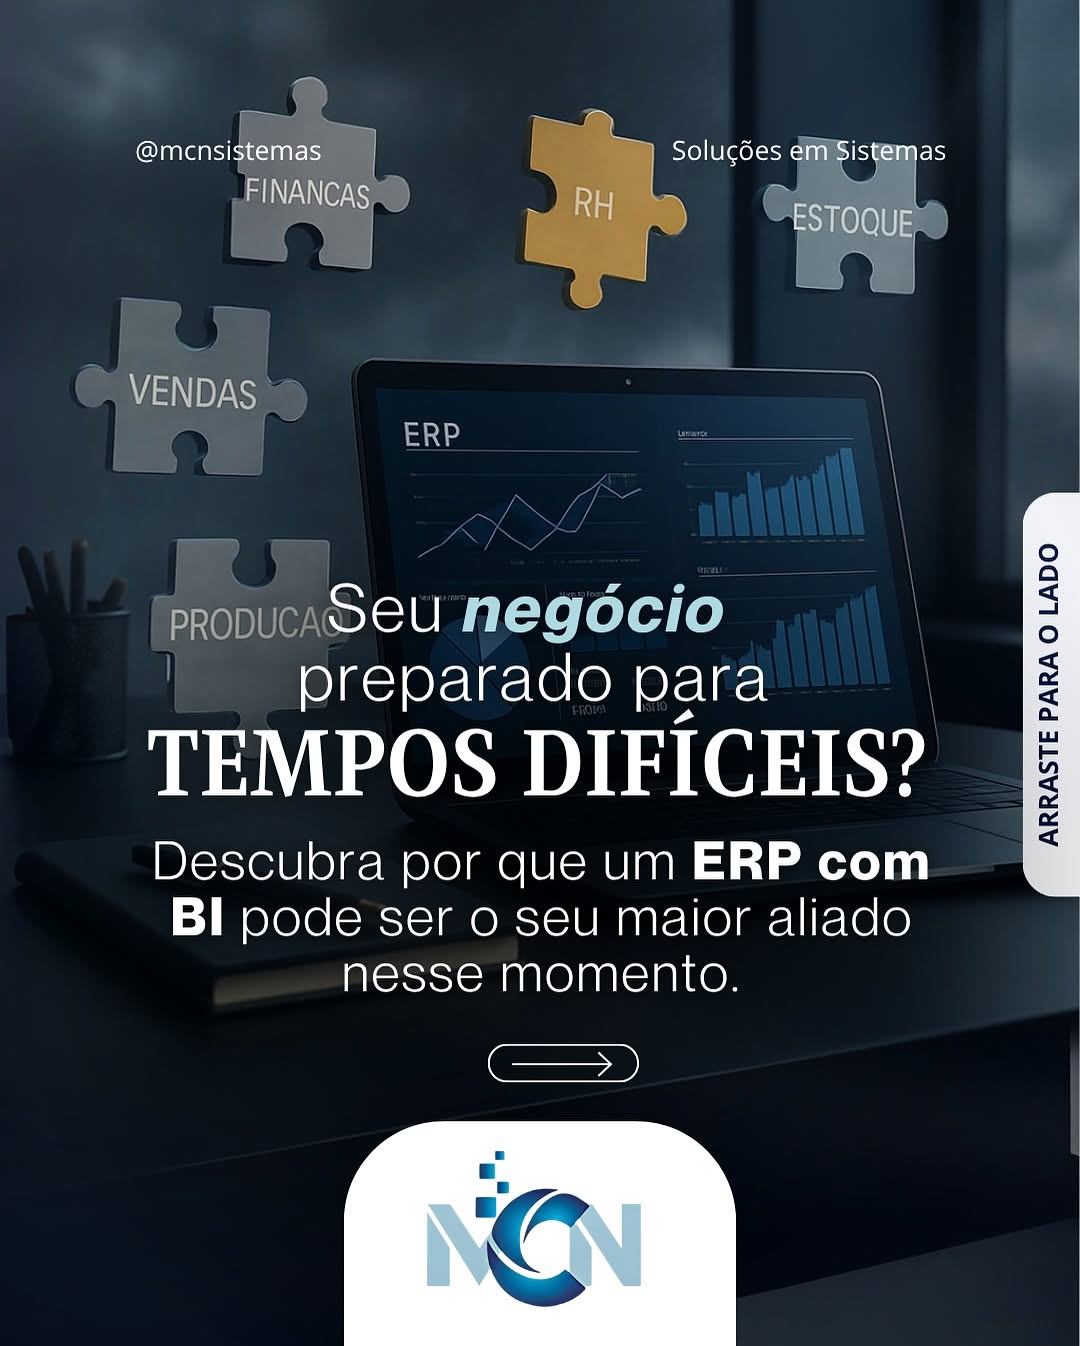 @mcnsistemas
Soluções em Sistemas
FINANCAS
RH
ESTOQUE
VENDAS
ERP
PRODUCAO
Seu negócio
preparado para
TEMPOS DIFÍCEIS?
Descubra por que um ERP com
BI pode ser o seu maior aliado
nesse momento.
ARRASTE PARA O LADO
MCN